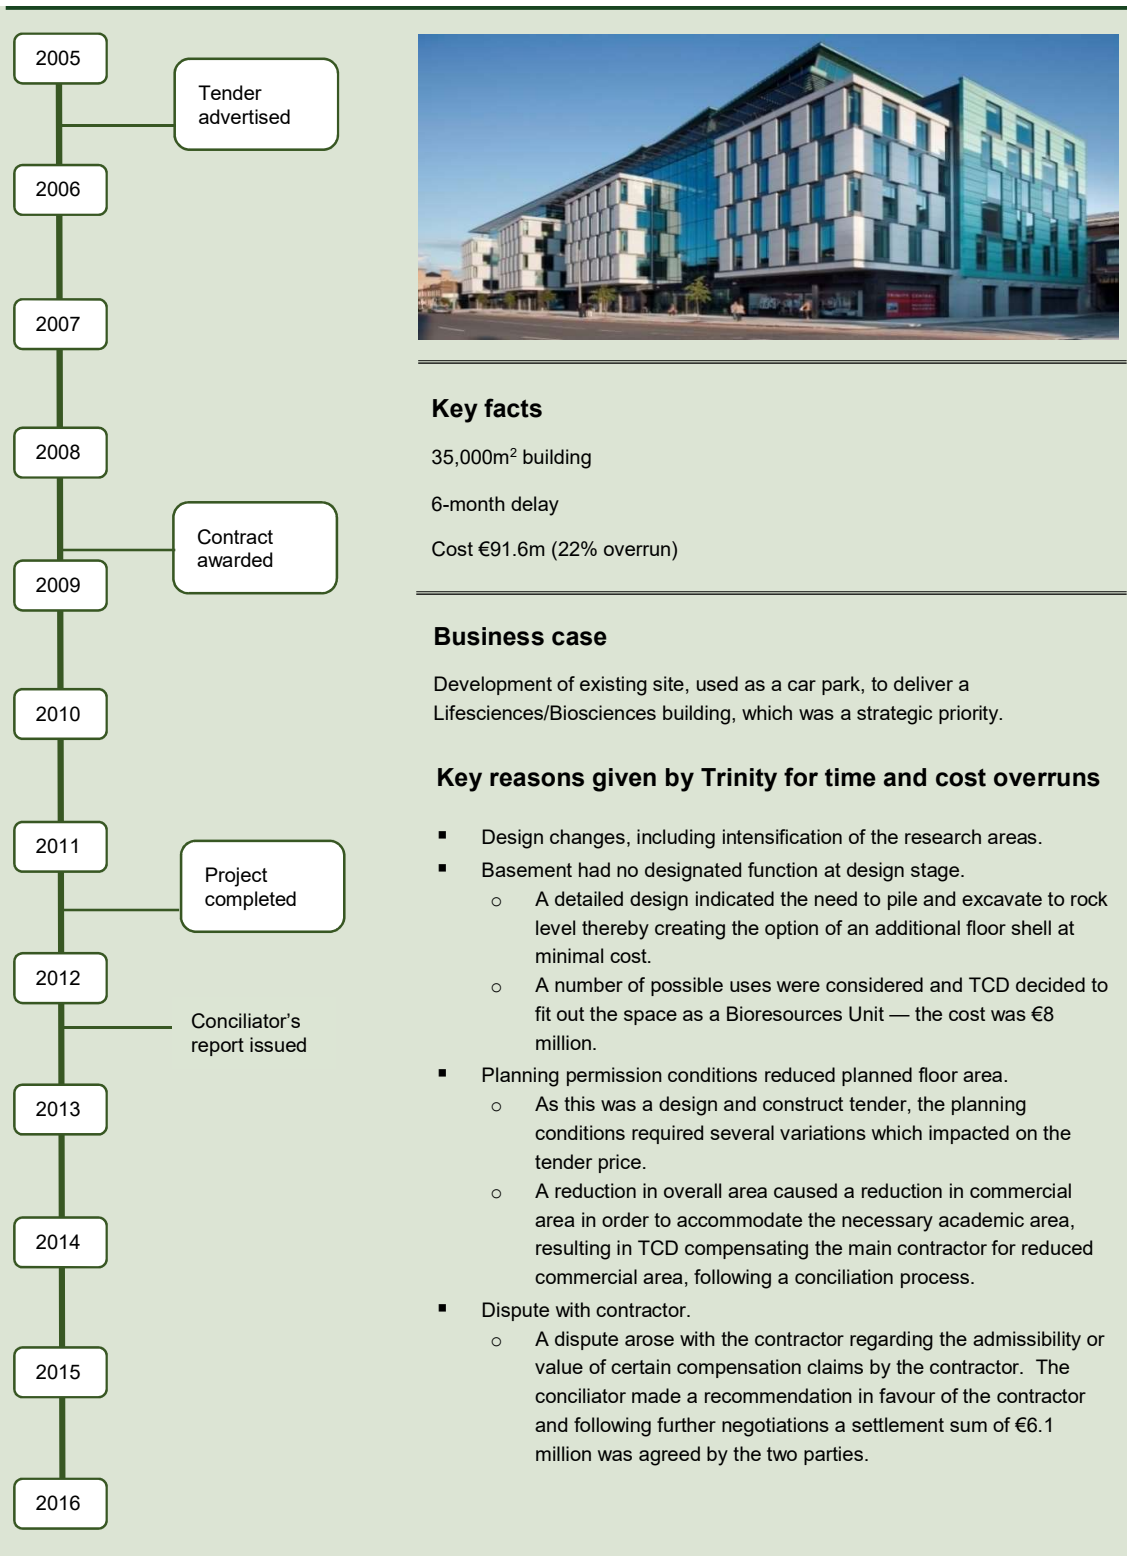 2005
Tender
advertised
2006
2007
2008
Contract
awarded
2009
2010
2011
Project
completed
2012
Conciliator’s
report issued
2013
2014
2015
2016
Key facts
35,000m² building
6-month delay
Cost €91.6m (22% overrun)
Business case
Development of existing site, used as a car park, to deliver a
Lifesciences/Biosciences building, which was a strategic priority.
Key reasons given by Trinity for time and cost overruns
▪ Design changes, including intensification of the research areas.
▪ Basement had no designated function at design stage.
o A detailed design indicated the need to pile and excavate to rock
level thereby creating the option of an additional floor shell at
minimal cost.
o A number of possible uses were considered and TCD decided to
fit out the space as a Bioresources Unit — the cost was €8
million.
▪ Planning permission conditions reduced planned floor area.
o As this was a design and construct tender, the planning
conditions required several variations which impacted on the
tender price.
o A reduction in overall area caused a reduction in commercial
area in order to accommodate the necessary academic area,
resulting in TCD compensating the main contractor for reduced
commercial area, following a conciliation process.
▪ Dispute with contractor.
o A dispute arose with the contractor regarding the admissibility or
value of certain compensation claims by the contractor.  The
conciliator made a recommendation in favour of the contractor
and following further negotiations a settlement sum of €6.1
million was agreed by the two parties.